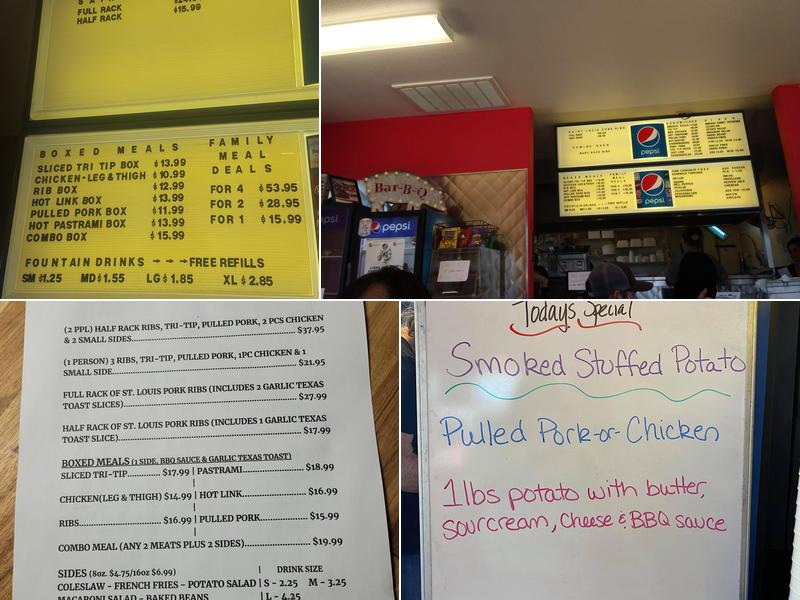 FULL RACK
$15.99
HALF RACK
BOXED MEALS
SLICED TRI TIP BOX $13.99
CHICKEN-LEG & THIGH $10.99
RIB BOX $12.99
HOT LINK BOX $13.99
PULLED PORK BOX $11.99
HOT PASTRAMI BOX $13.99
COMBO BOX $15.99
FAMILY
MEAL
DEALS
FOR 4 $53.95
FOR 2 $28.95
FOR 1 $15.99
FOUNTAIN DRINKS → → → FREE REFILLS
SM $1.25 MD $1.55 LG $1.85 XL $2.85
Bar-B-Q
pepsi
pepsi
pepsi
COMING SOON
(2 PPL) HALF RACK RIBS, TRI-TIP, PULLED PORK, 2 PCS CHICKEN
& 2 SMALL SIDES.......... $37.95
(1 PERSON) 3 RIBS, TRI-TIP, PULLED PORK, 1PC CHICKEN & 1
SMALL SIDE.......... $21.95
FULL RACK OF ST. LOUIS PORK RIBS (INCLUDES 2 GARLIC TEXAS
TOAST SLICES).......... $27.99
HALF RACK OF ST. LOUIS PORK RIBS (INCLUDES 1 GARLIC TEXAS
TOAST SLICE).......... $17.99
BOXED MEALS (1 SIDE, BBQ SAUCE & GARLIC TEXAS TOAST)
SLICED TRI-TIP.......... $17.99 | PASTRAMI.......... $18.99
CHICKEN(LEG & THIGH) $14.99 | HOT LINK.......... $16.99
RIBS.......... $16.99 | PULLED PORK.......... $15.99
COMBO MEAL (ANY 2 MEATS PLUS 2 SIDES).......... $19.99
SIDES (8oz. $4.75/16oz $6.99) | DRINK SIZE
COLESLAW - FRENCH FRIES - POTATO SALAD | S - 2.25 M - 3.25
MACARONI SALAD - BAKED BEANS | L - 4.25
Todays Special
Smoked Stuffed Potato
Pulled Pork-or-Chicken
1lbs potato with butter,
sourcream, Cheese & BBQ sauce